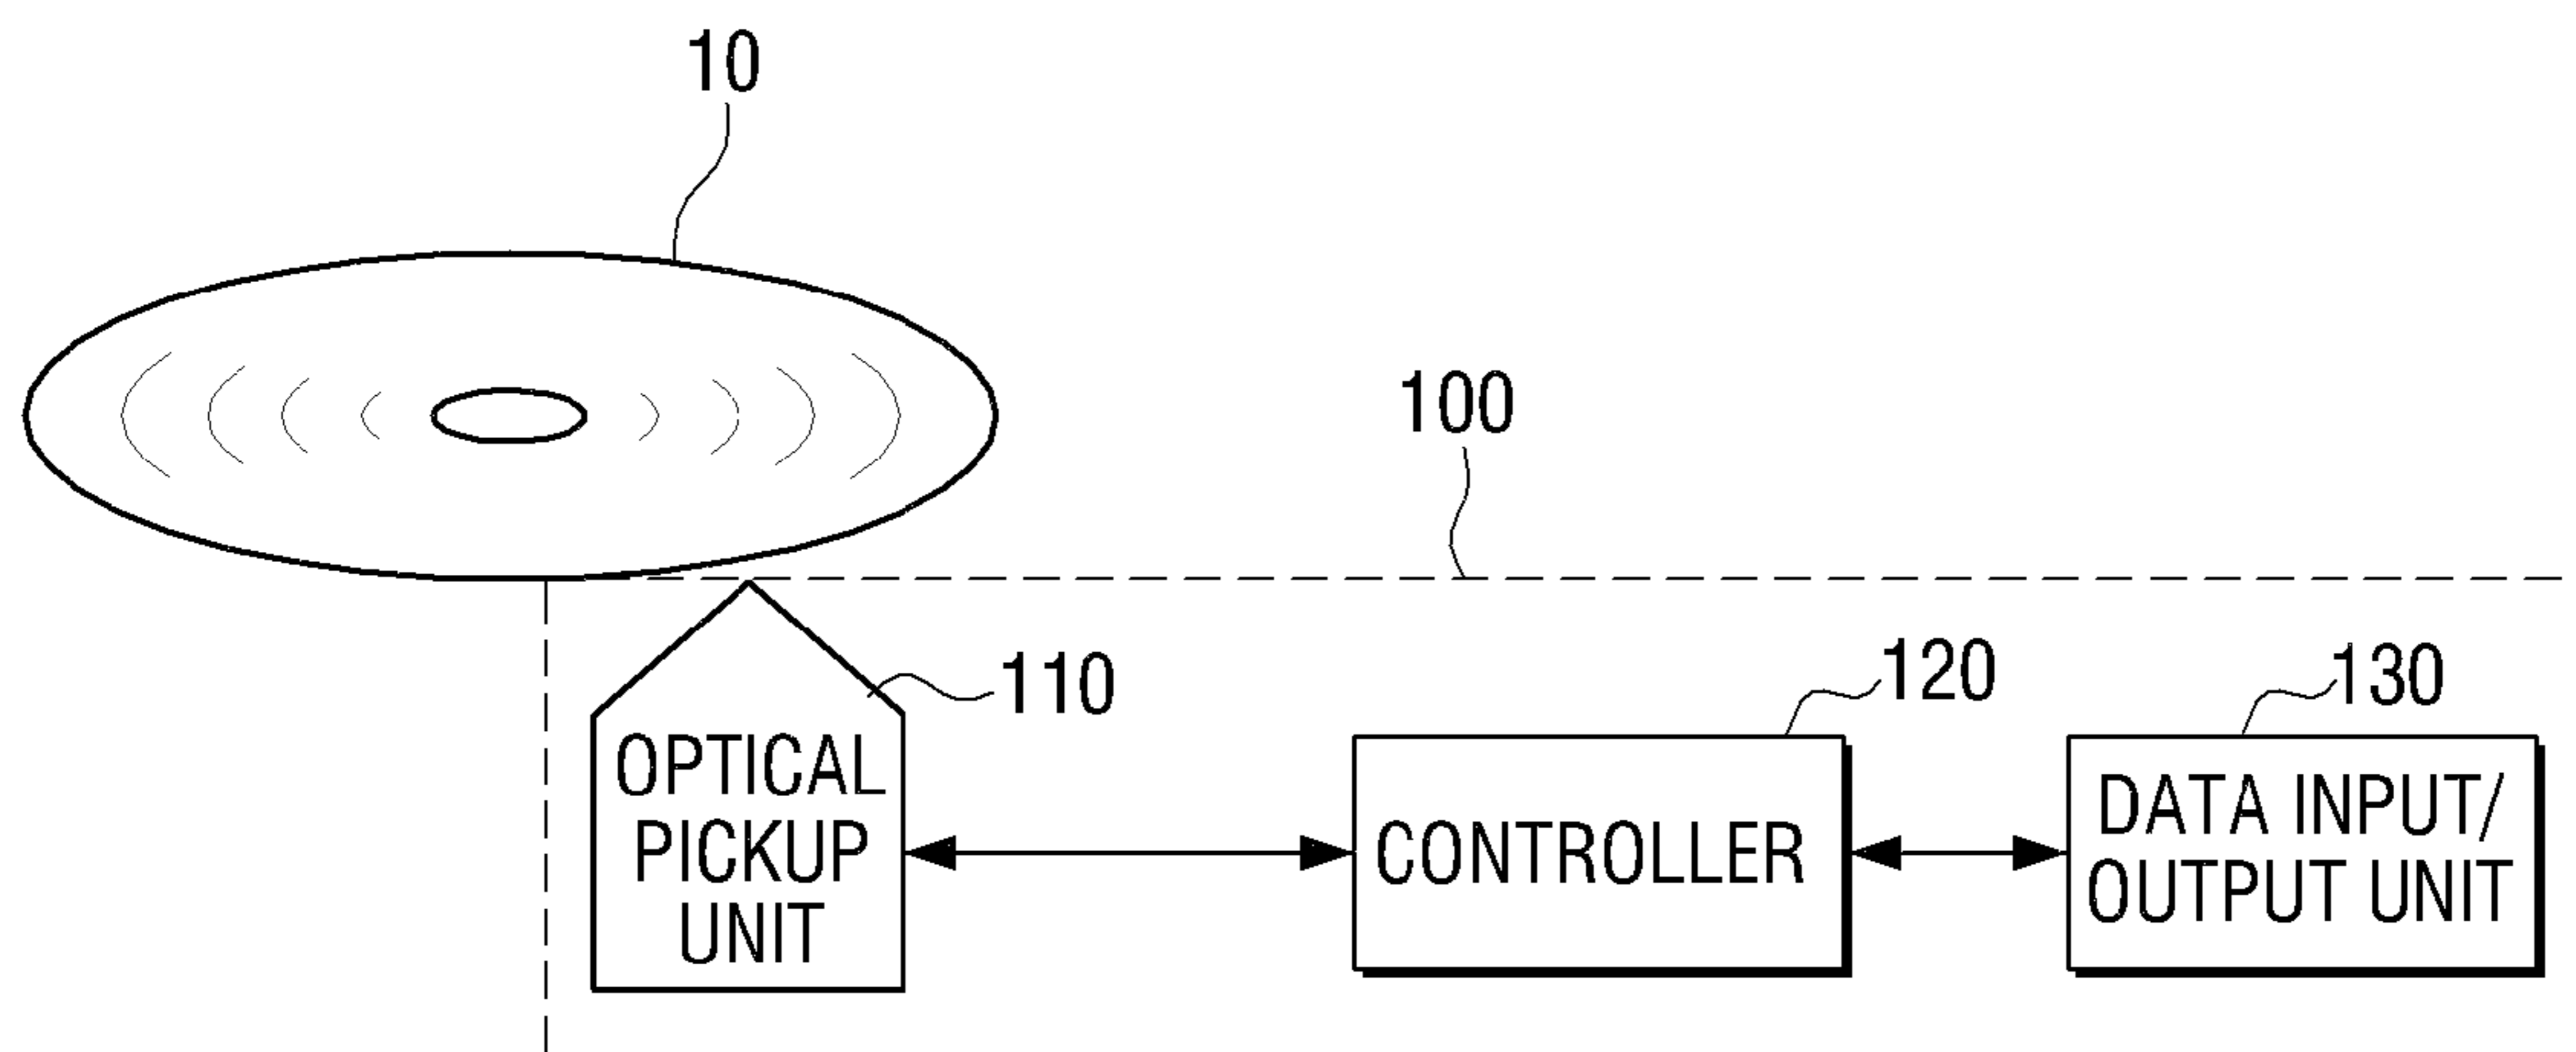 10
100
110
120
130
OPTICAL
PICKUP
UNIT
CONTROLLER
DATA INPUT/
OUTPUT UNIT